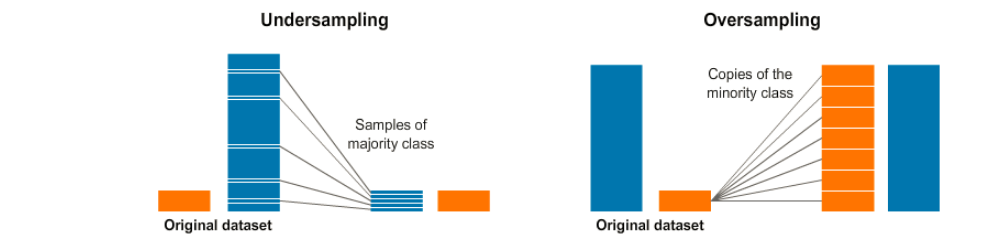 Undersampling
Samples of
majority class
Original dataset
Oversampling
Copies of the
minority class
Original dataset